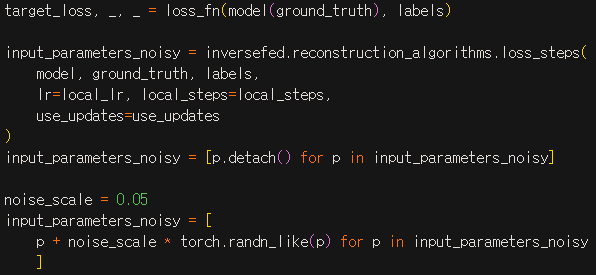 target_loss, _, _ = loss_fn(model(ground_truth), labels)
input_parameters_noisy = inversefed.reconstruction_algorithms.loss_steps(
model, ground_truth, labels,
lr=local_lr, local_steps=local_steps,
use_updates=use_updates
)
input_parameters_noisy = [p.detach() for p in input_parameters_noisy]
noise_scale = 0.05
input_parameters_noisy = [
p + noise_scale * torch.randn_like(p) for p in input_parameters_noisy
]